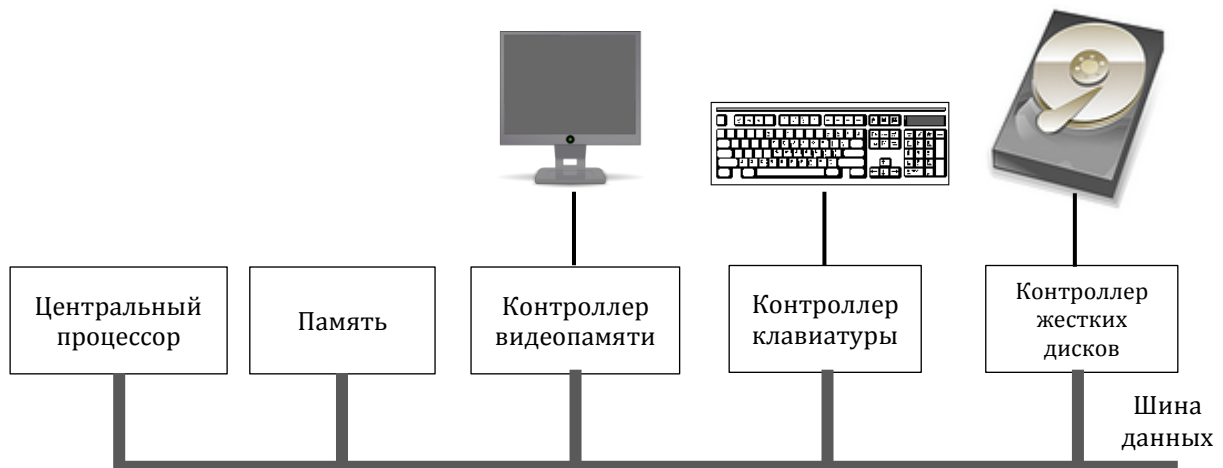 Центральный
процессор
Память
Контроллер
видеопамяти
Контроллер
клавиатуры
Контроллер
жестких
дисков
Шина
данных